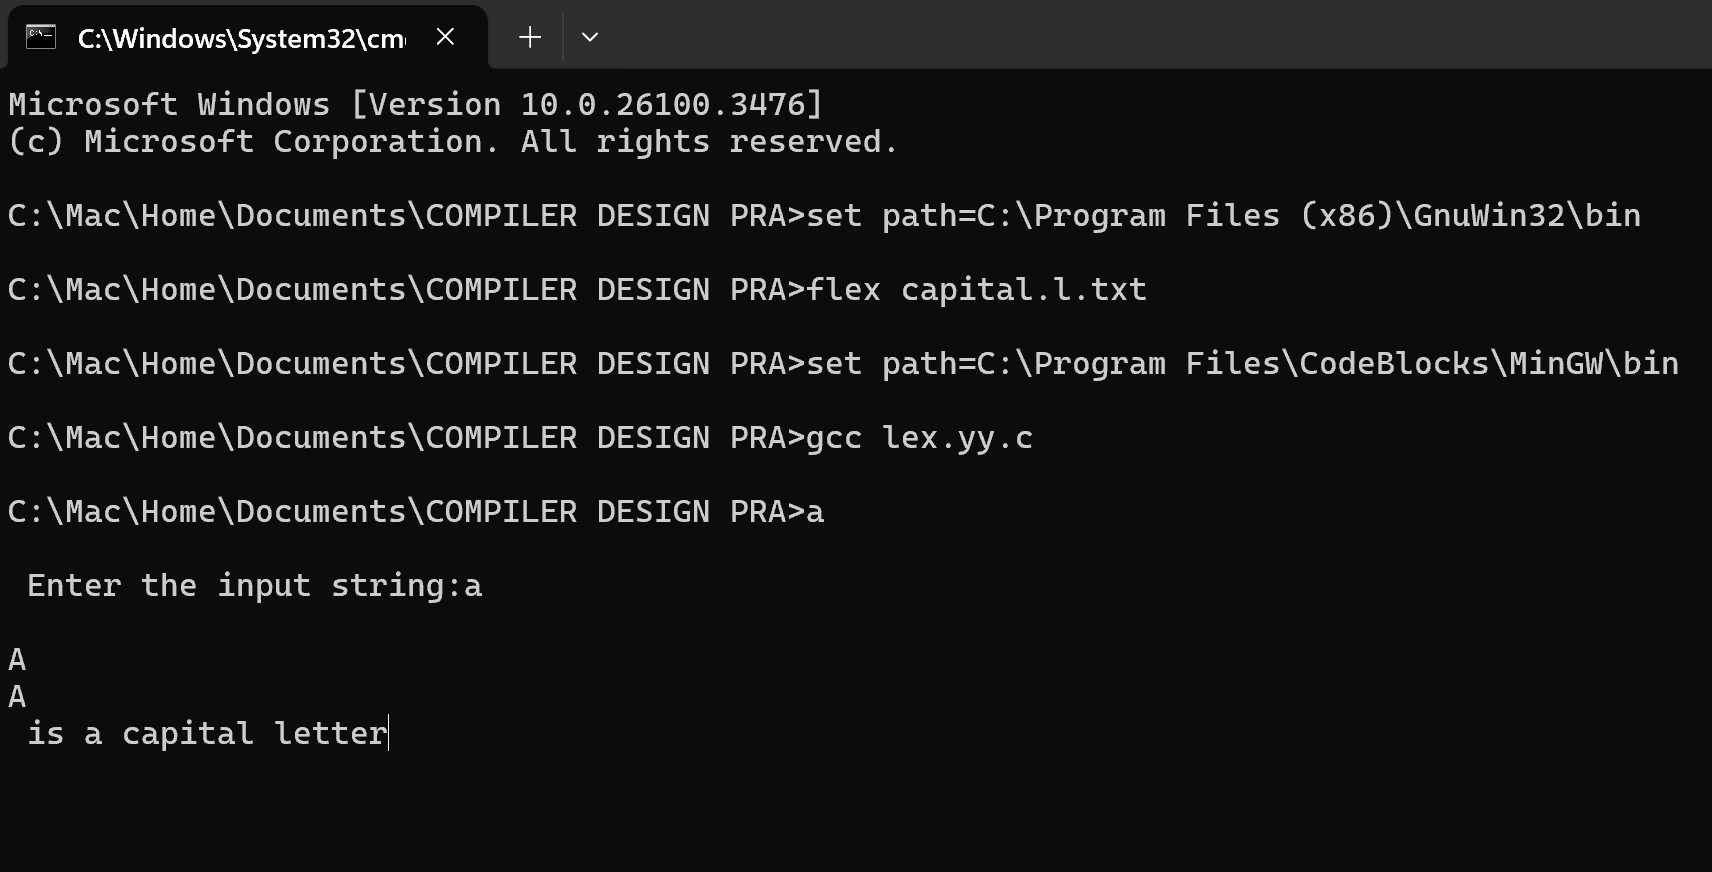 C:\Windows\System32\cm
Microsoft Windows [Version 10.0.26100.3476]
(c) Microsoft Corporation. All rights reserved.
C:\Mac\Home\Documents\COMPILER DESIGN PRA>set path=C:\Program Files (x86)\GnuWin32\bin
C:\Mac\Home\Documents\COMPILER DESIGN PRA>flex capital.l.txt
C:\Mac\Home\Documents\COMPILER DESIGN PRA>set path=C:\Program Files\CodeBlocks\MinGW\bin
C:\Mac\Home\Documents\COMPILER DESIGN PRA>gcc lex.yy.c
C:\Mac\Home\Documents\COMPILER DESIGN PRA>a
Enter the input string:a
A
A
is a capital letter